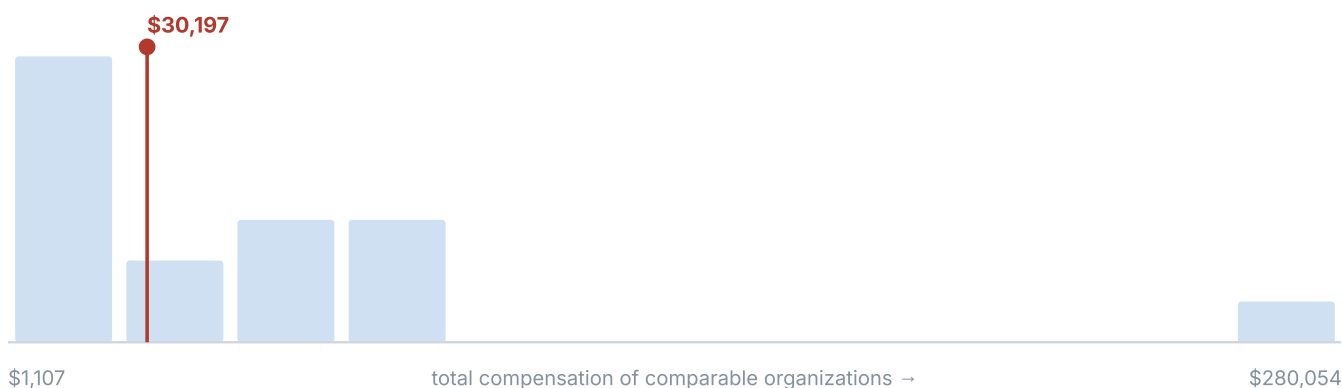 $30,197
$1,107
total compensation of comparable organizations →
$280,054